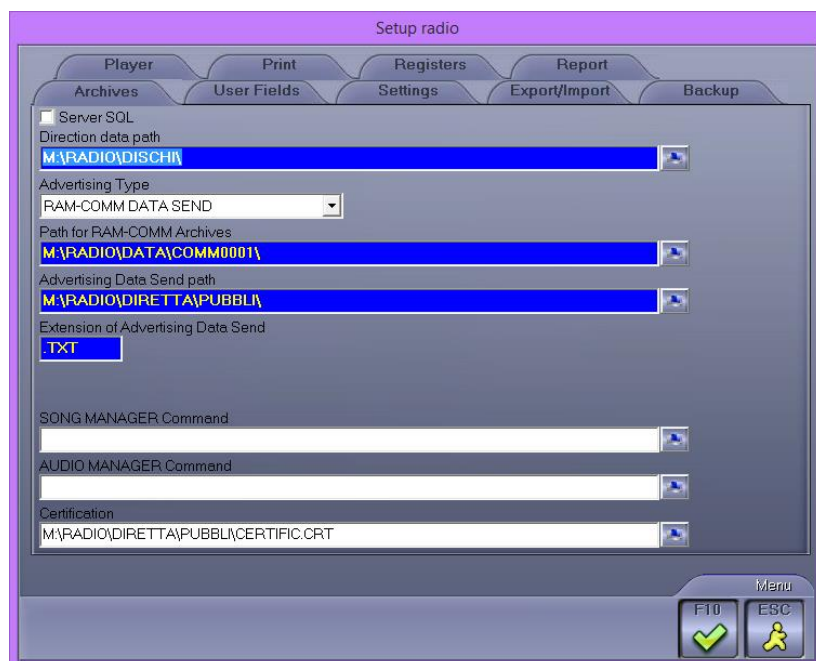 Setup radio
Player Print Registers Report
Archives User Fields Settings Export/Import Backup
Server SQL
Direction data path
M:\RADIO\DISCHI\
Advertising Type
RAM-COMM DATA SEND
Path for RAM-COMM Archives
M:\RADIO\DATA\COMM0001\
Advertising Data Send path
M:\RADIO\DIRETTA\PUBBLI\
Extension of Advertising Data Send
.TXT
SONG MANAGER Command
AUDIO MANAGER Command
Certification
M:\RADIO\DIRETTA\PUBBLI\CERTIFIC.CRT
Menu
F10 ESC